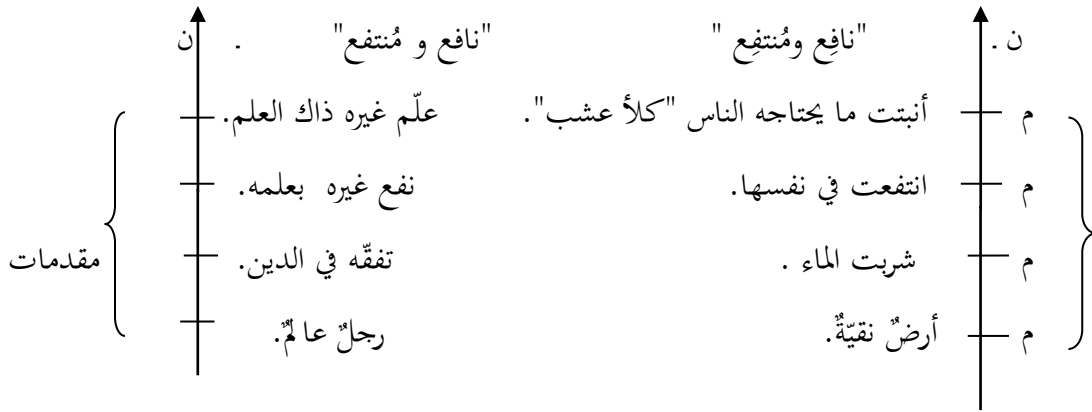 ن . "نافِع ومُنتفِع " "نافع و مُنتفع" . ن
م أنبتت ما يحتاجه الناس "كلأ عشب". علّم غيره ذاك العلم.
م انتفعت في نفسها. نفع غيره بعلمه.
م شربت الماء . تفقّه في الدين. مقدمات
م أرضٌ نقيّةٌ. رجلٌ عالمٌ.